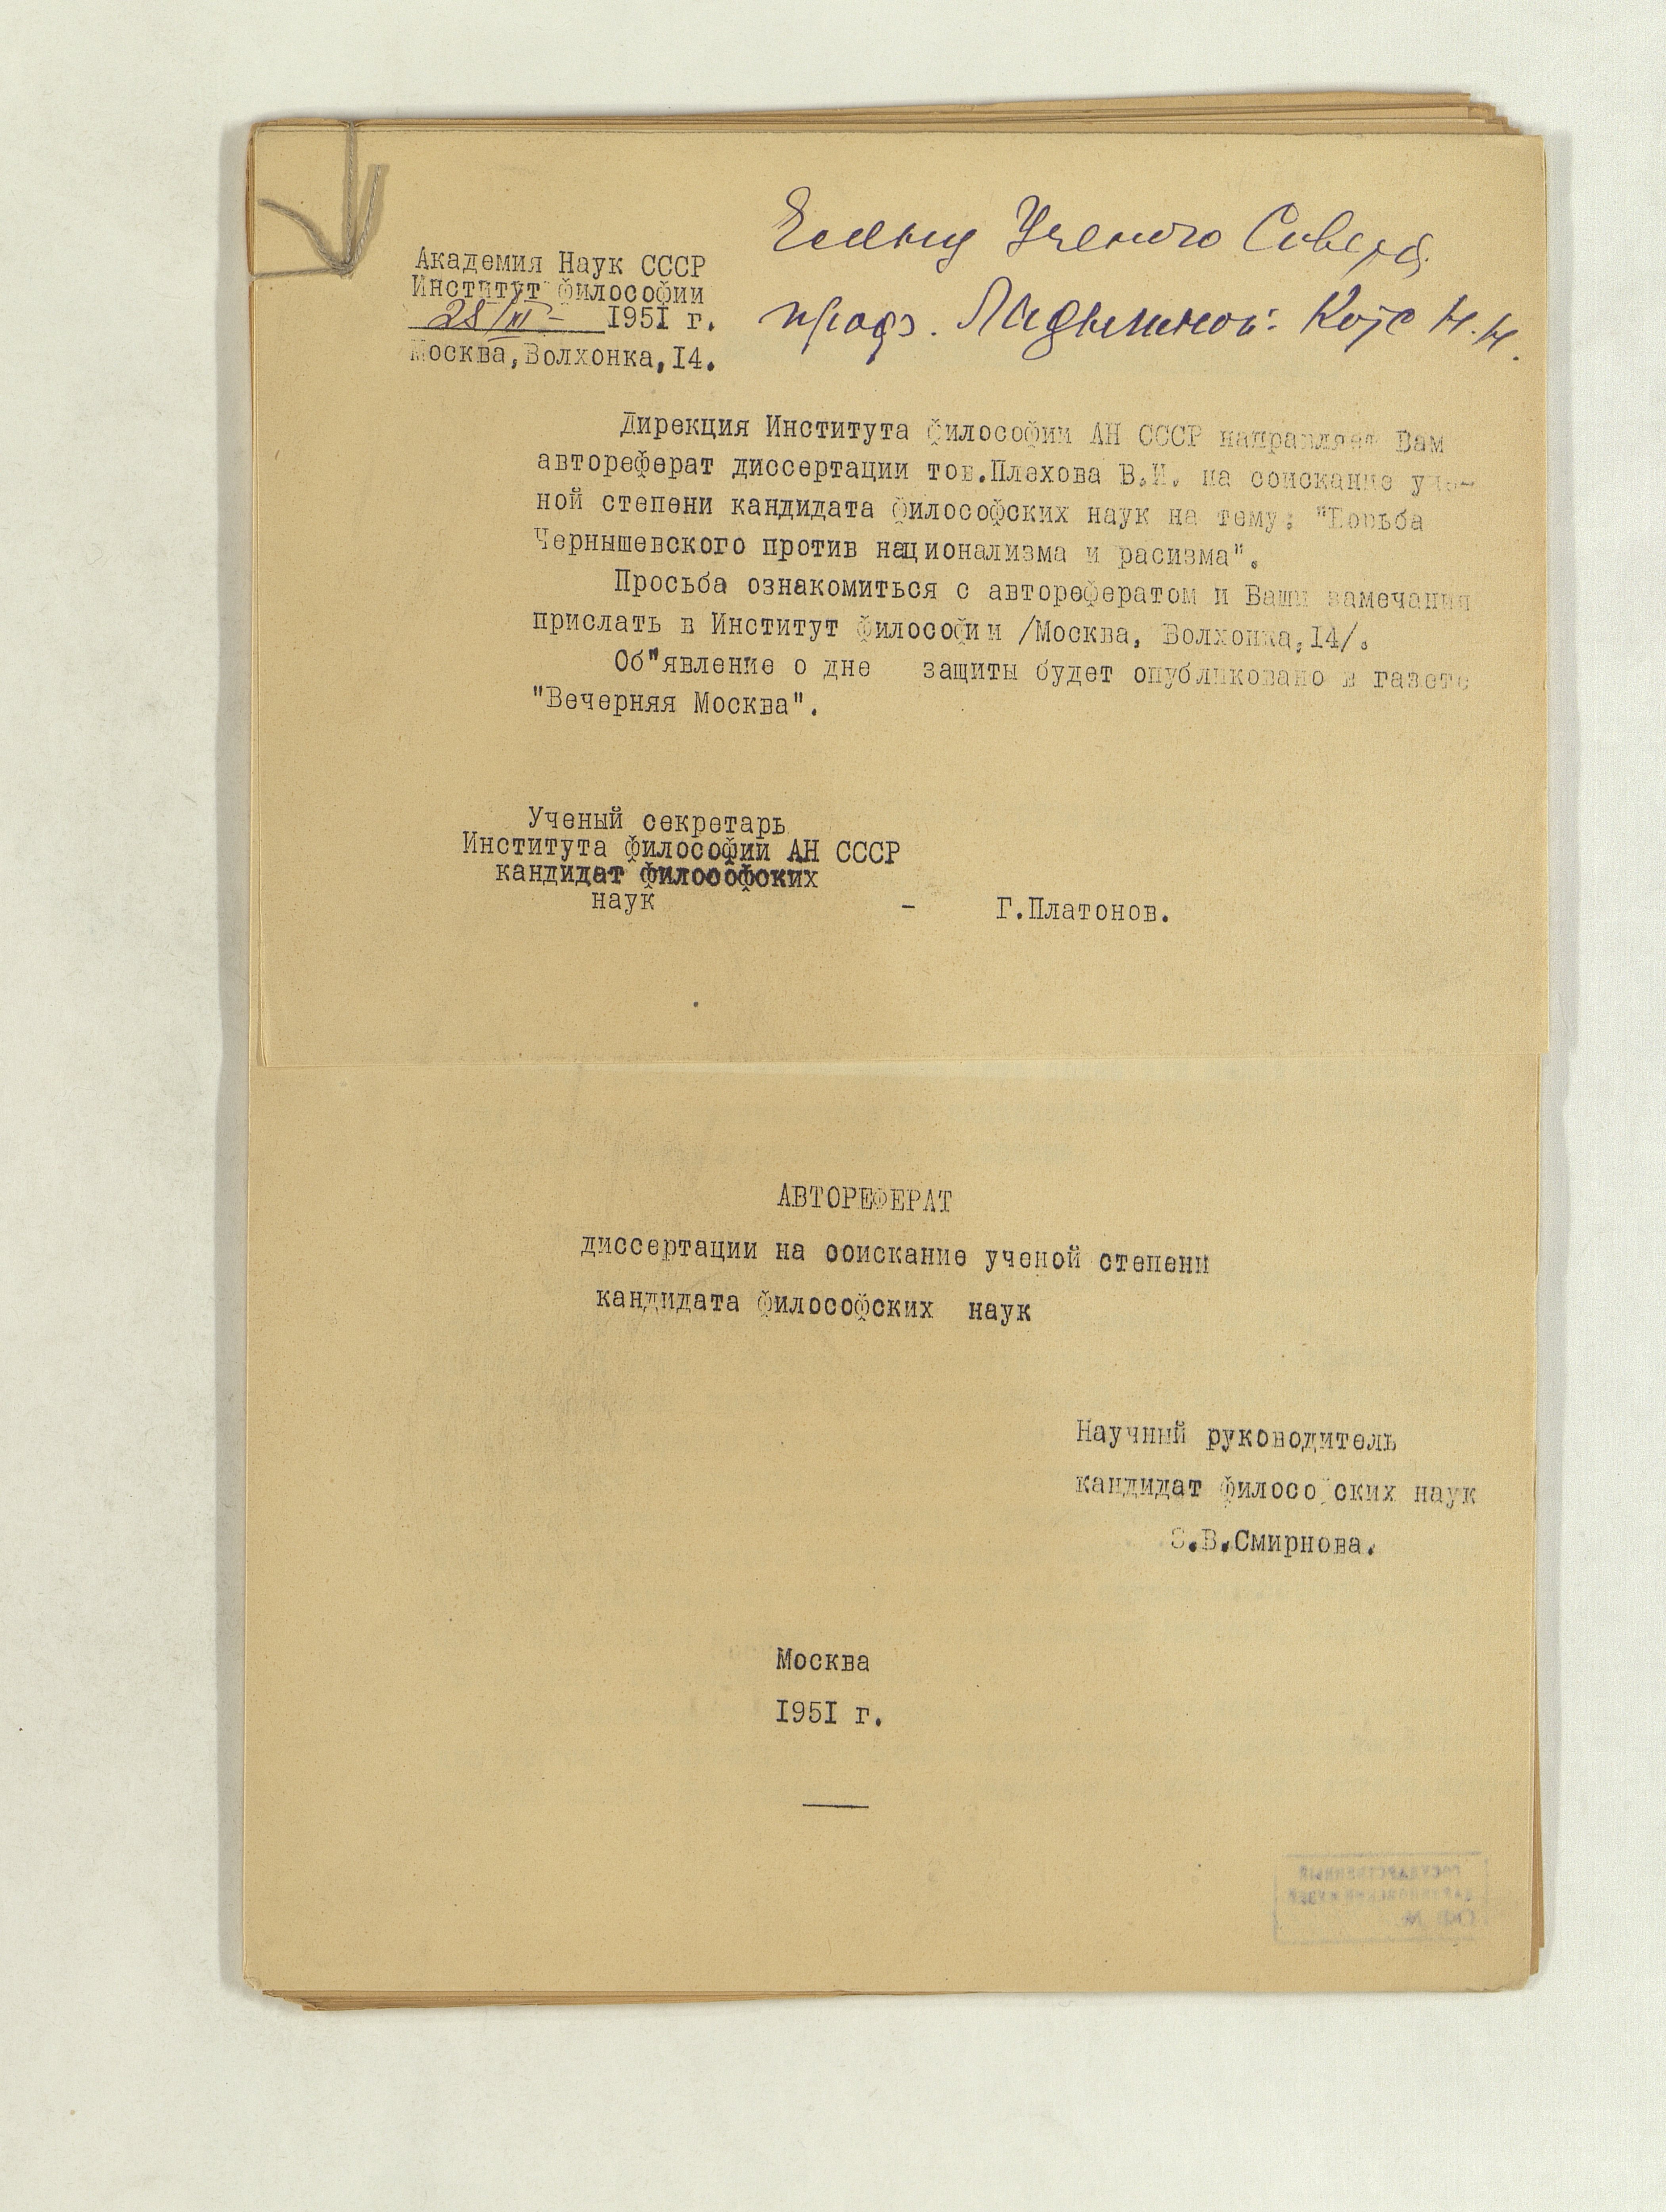 Ученого Совета
проф. Ладыгиной-Котс Н.Н.
Академия Наук СССР
Институт философии
28/III- 1951 г.
Москва, Волхонка, 14.
Дирекция Института философии АН СССР направляет Вам
автореферат диссертации тов.Плехова В.И. на соискание уче-
ной степени кандидата философских наук на тему: "Борьба
Чернышевского против национализма и расизма".
Просьба ознакомиться с авторефератом и Ваши замечания
прислать в Институт философии /Москва, Волхонка,14/.
Об"явление о дне защиты будет опубликовано в газете
"Вечерняя Москва".
Ученый секретарь
Института философии АН СССР
кандидат философских
наук - Г.Платонов.
АВТОРЕФЕРАТ
диссертации на соискание ученой степени
кандидата философских наук
Научный руководитель
кандидат философских наук
З.В.Смирнова.
Москва
1951 г.
ГОСУДАРСТВЕННЫЙ
ДАРВИНОВСКИЙ МУЗЕЙ